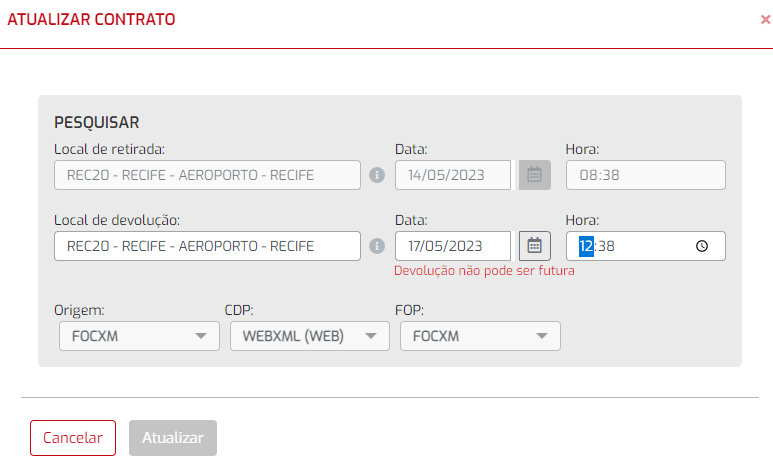 ATUALIZAR CONTRATO ×
PESQUISAR
Local de retirada: Data: Hora:
REC20 - RECIFE - AEROPORTO - RECIFE 14/05/2023 08:38
Local de devolução: Data: Hora:
REC20 - RECIFE - AEROPORTO - RECIFE 17/05/2023 12:38
Devolução não pode ser futura
Origem: CDP: FOP:
FOCXM WEBXML (WEB) FOCXM
Cancelar Atualizar